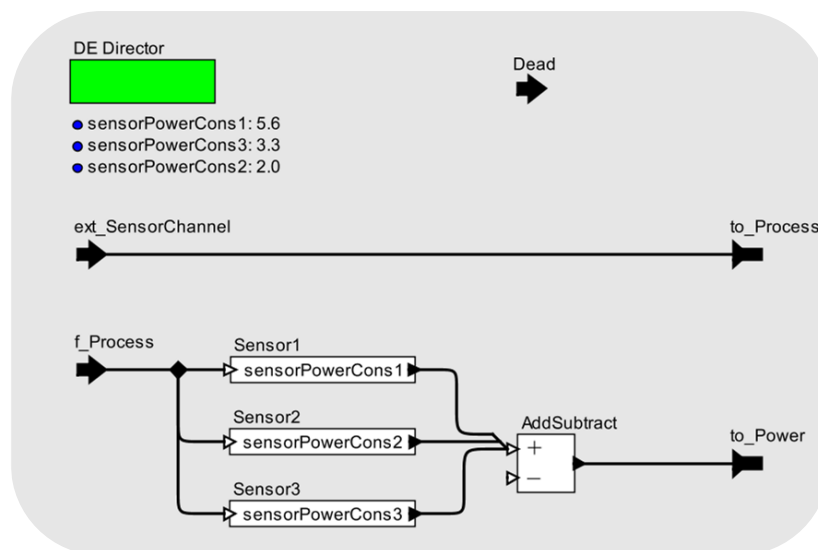 DE Director
Dead
sensorPowerCons1: 5.6
sensorPowerCons3: 3.3
sensorPowerCons2: 2.0
ext_SensorChannel
to_Process
f_Process
Sensor1
sensorPowerCons1
Sensor2
sensorPowerCons2
AddSubtract
+
−
to_Power
Sensor3
sensorPowerCons3